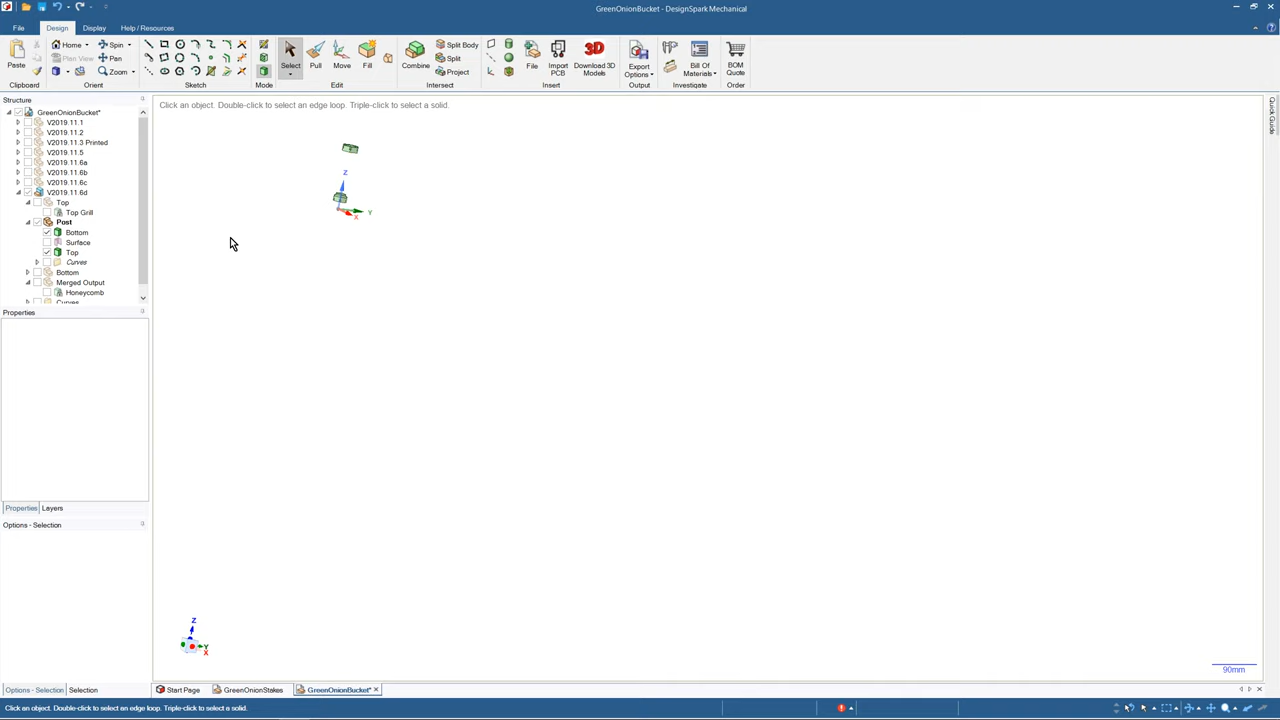 GreenOnionBucket - DesignSpark Mechanical
File Design Display Help / Resources
Paste
Clipboard
Home
Plan View
Spin
Pan
Zoom
Orient
Sketch
Mode
Select
Pull
Move
Fill
Edit
Combine
Split Body
Split
Project
Intersect
File
Import PCB
Download 3D Models
Insert
Export Options
Output
Bill Of Materials
Investigate
BOM Quote
Order
Structure
GreenOnionBucket*
V2019.11.1
V2019.11.2
V2019.11.3 Printed
V2019.11.5
V2019.11.6a
V2019.11.6b
V2019.11.6c
V2019.11.6d
Top
Top Grill
Post
Bottom
Surface
Top
Curves
Bottom
Merged Output
Honeycomb
Curves
Properties
Properties Layers
Options - Selection
Options - Selection Selection
Click an object. Double-click to select an edge loop. Triple-click to select a solid.
Z
Y
X
Z
Y
X
90mm
Quick Guide
Start Page GreenOnionStakes GreenOnionBucket*
Click an object. Double-click to select an edge loop. Triple-click to select a solid.